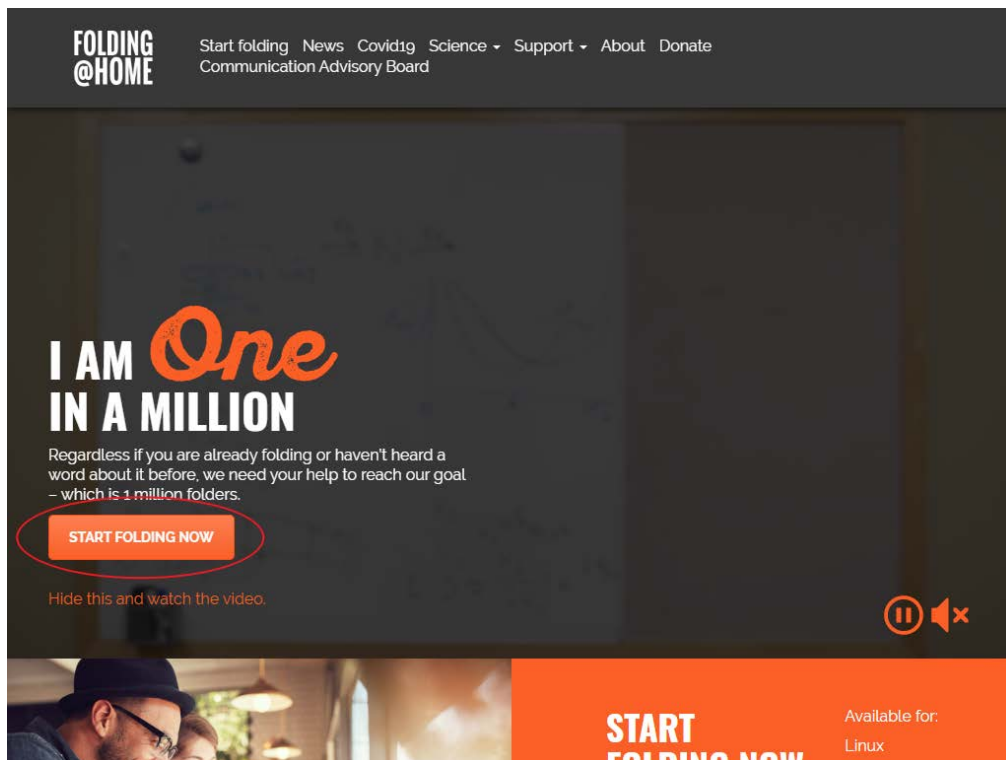 FOLDING
@HOME
Start folding News Covid19 Science Support About Donate
Communication Advisory Board
I AM One
IN A MILLION
Regardless if you are already folding or haven't heard a
word about it before, we need your help to reach our goal
– which is 1 million folders.
START FOLDING NOW
Hide this and watch the video.
START
FOLDING NOW
Available for:
Linux